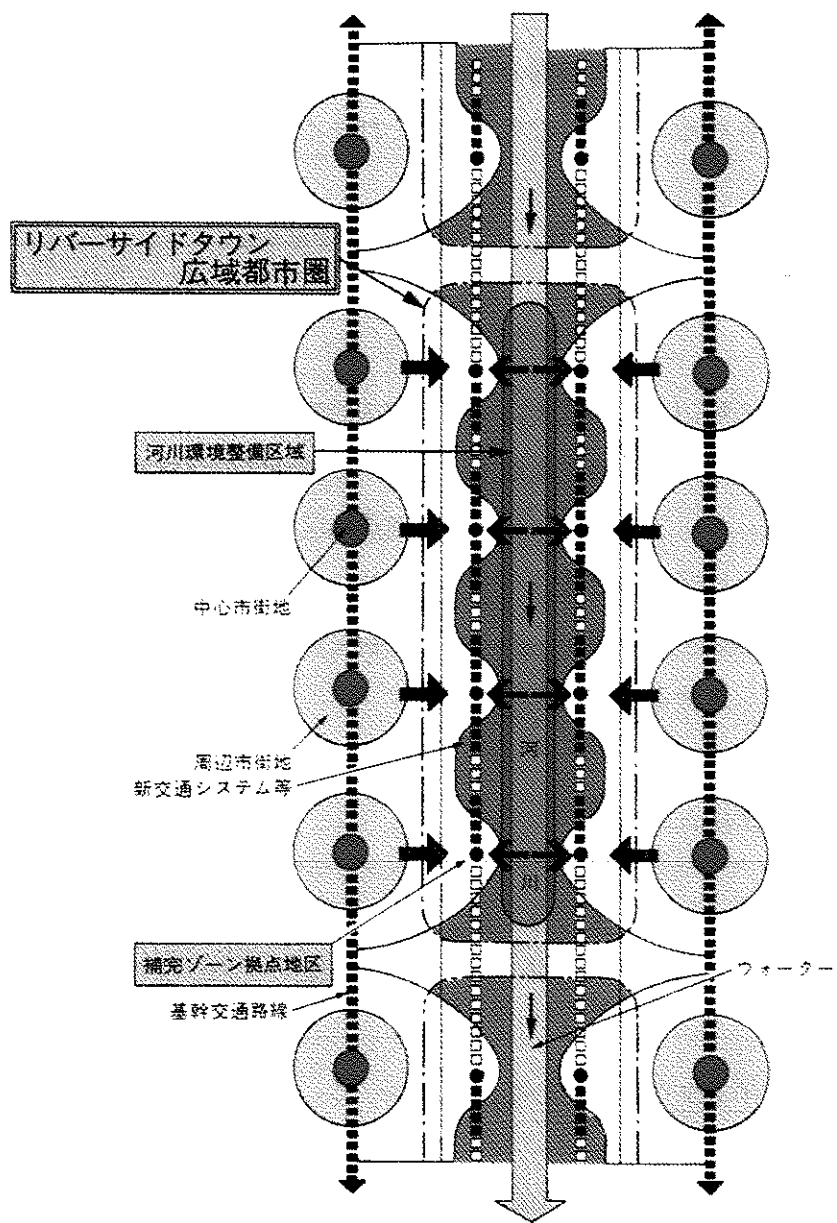 リバーサイドタウン
広域都市圏
河川環境整備区域
中心市街地
周辺市街地
新交通システム等
河
川
補完ゾーン拠点地区
基幹交通路線
ウォーター